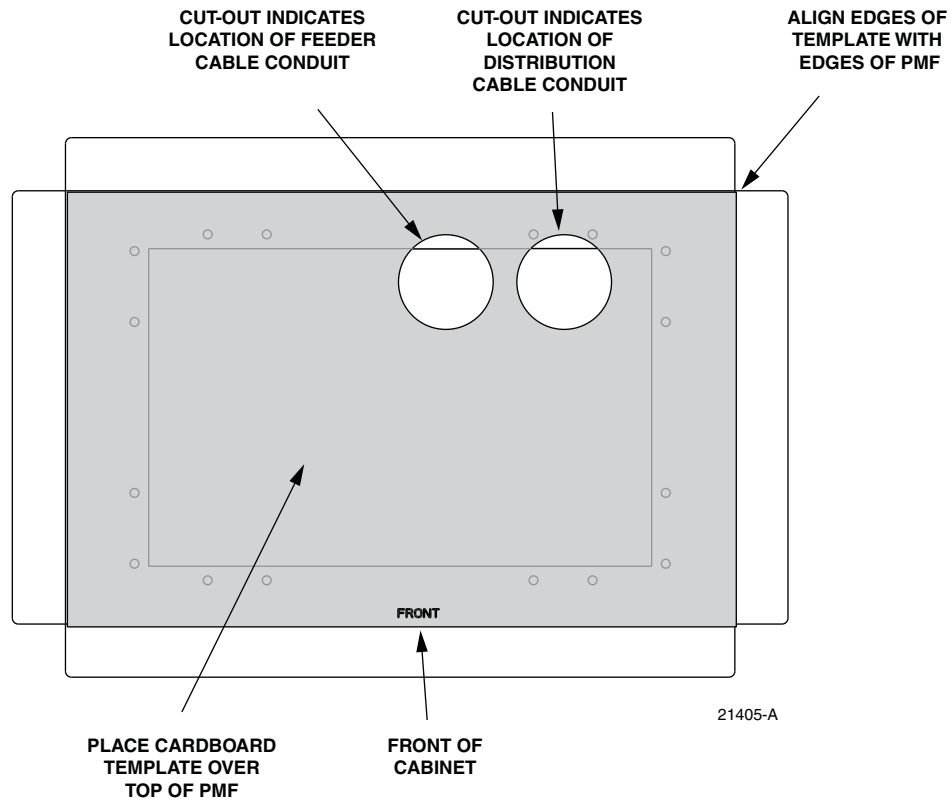 CUT-OUT INDICATES
LOCATION OF FEEDER
CABLE CONDUIT
CUT-OUT INDICATES
LOCATION OF
DISTRIBUTION
CABLE CONDUIT
ALIGN EDGES OF
TEMPLATE WITH
EDGES OF PMF
FRONT
21405-A
PLACE CARDBOARD
TEMPLATE OVER
TOP OF PMF
FRONT OF
CABINET